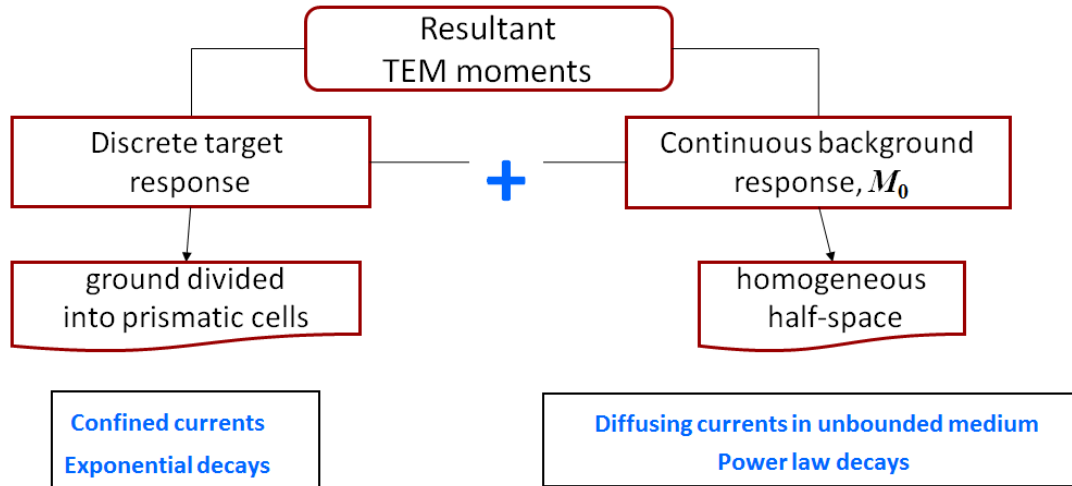 Resultant
TEM moments
Discrete target
response
+
Continuous background
response, M₀
ground divided
into prismatic cells
homogeneous
half-space
Confined currents
Exponential decays
Diffusing currents in unbounded medium
Power law decays